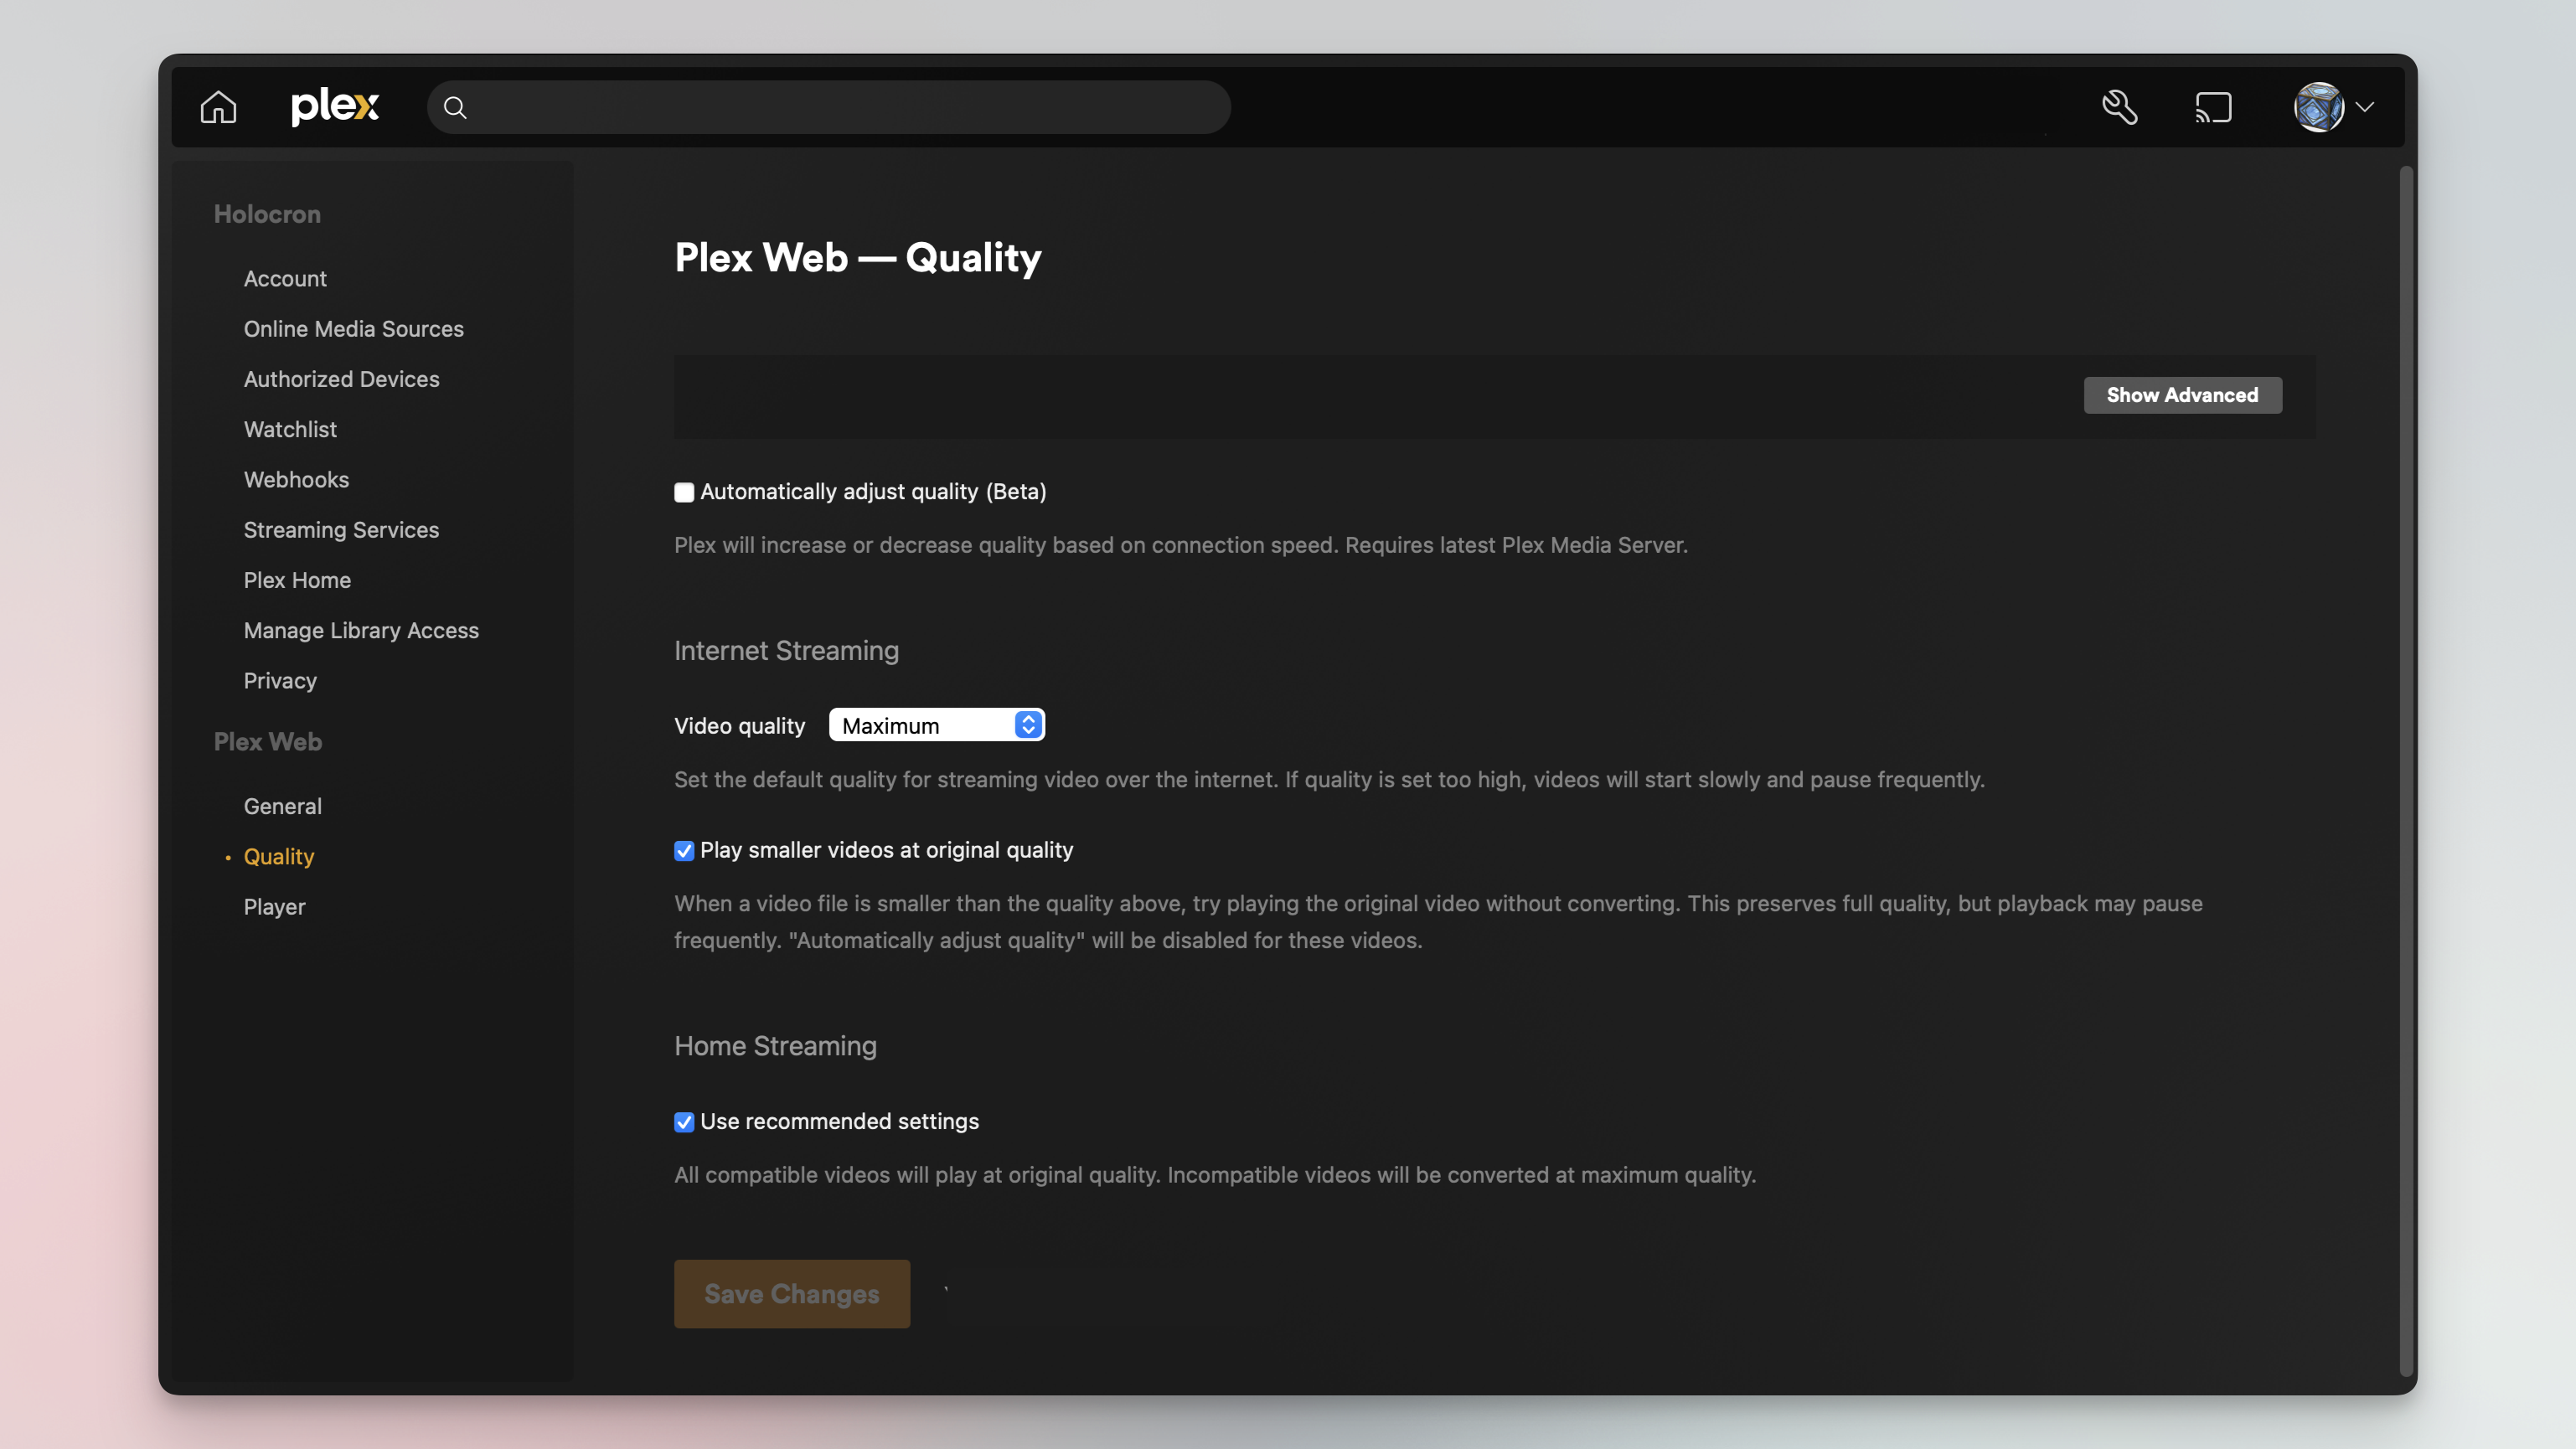 plex
Holocron
Account
Online Media Sources
Authorized Devices
Watchlist
Webhooks
Streaming Services
Plex Home
Manage Library Access
Privacy
Plex Web
General
• Quality
Player
Plex Web — Quality
Show Advanced
Automatically adjust quality (Beta)
Plex will increase or decrease quality based on connection speed. Requires latest Plex Media Server.
Internet Streaming
Video quality Maximum
Set the default quality for streaming video over the internet. If quality is set too high, videos will start slowly and pause frequently.
Play smaller videos at original quality
When a video file is smaller than the quality above, try playing the original video without converting. This preserves full quality, but playback may pause
frequently. "Automatically adjust quality" will be disabled for these videos.
Home Streaming
Use recommended settings
All compatible videos will play at original quality. Incompatible videos will be converted at maximum quality.
Save Changes